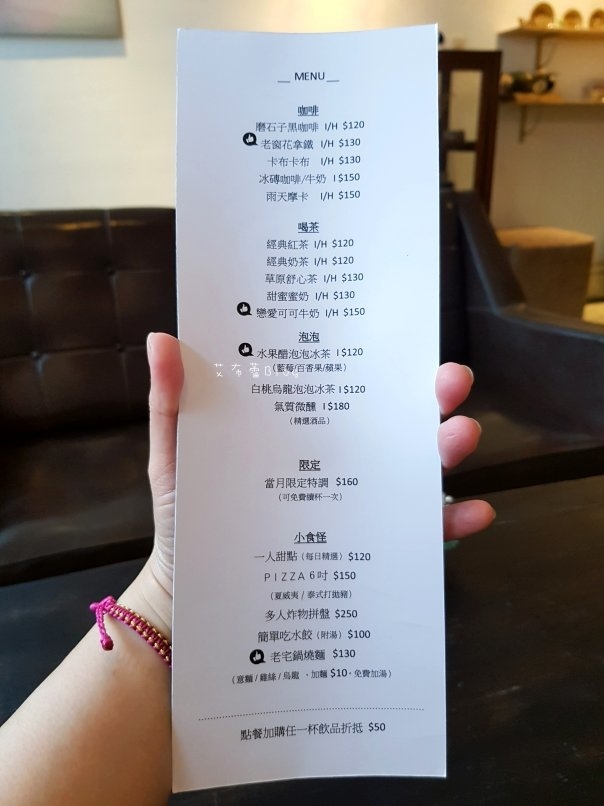 MENU
咖啡
磨石子黑咖啡 I/H $120
老窗花拿鐵 I/H $130
卡布卡布 I/H $130
冰磚咖啡/牛奶 I $150
雨天摩卡 I/H $150
喝茶
經典紅茶 I/H $120
經典奶茶 I/H $120
草原舒心茶 I/H $130
甜蜜蜜奶 I/H $130
戀愛可可牛奶 I/H $150
泡泡
水果醋泡泡冰茶 I $120
(藍莓/百香果/蘋果)
艾布蕾
白桃烏龍泡泡冰茶 I $120
氣質微醺 I $180
(精選酒品)
限定
當月限定特調 $160
(可免費續杯一次)
小食怪
一人甜點 (每日精選) $120
PIZZA 6吋 $150
(夏威夷 / 泰式打拋豬)
多人炸物拼盤 $250
簡單吃水餃 (附湯) $100
老宅鍋燒麵 $130
(意麵 / 雞絲 / 烏龍 、加麵 $10、免費加湯)
點餐加購任一杯飲品折抵 $50